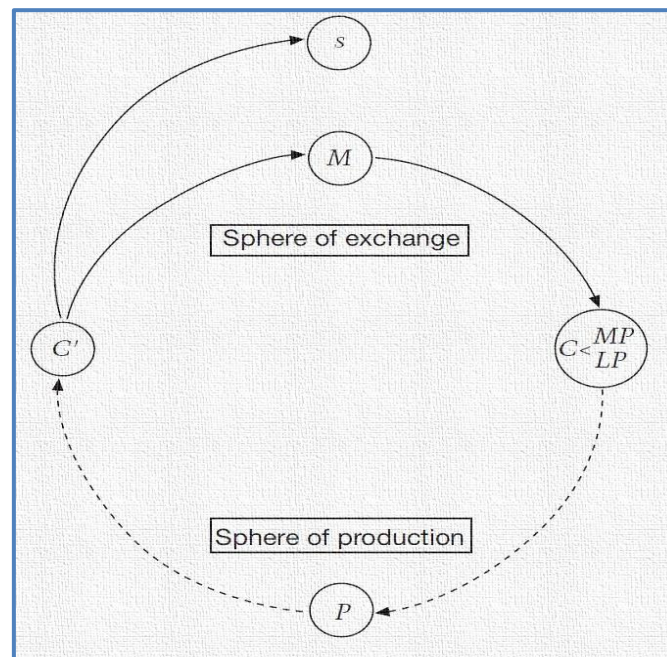 s
M
Sphere of exchange
C'
C< MP
LP
Sphere of production
P